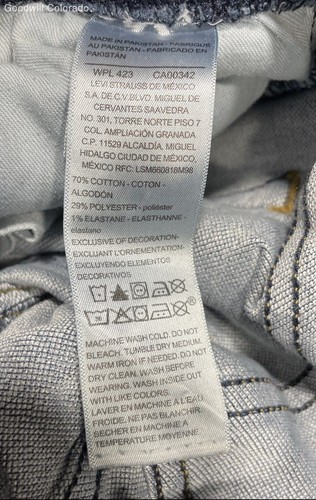 Goodwill Colorado
MADE IN PAKISTAN - FABRIQUÉ
AU PAKISTAN - FABRICADO EN
PAKISTÁN
WPL 423 CA00342
LEVI STRAUSS DE MÉXICO
S.A. DE C.V.BLVD. MIGUEL DE
CERVANTES SAAVEDRA
NO. 301, TORRE NORTE PISO 7
COL. AMPLIACIÓN GRANADA
C.P. 11529 ALCALDÍA, MIGUEL
HIDALGO CIUDAD DE MÉXICO,
MÉXICO RFC: LSM660818M98
70% COTTON - COTON -
ALGODÓN
29% POLYESTER - poliéster
1% ELASTANE - ELASTHANNE -
elastano
EXCLUSIVE OF DECORATION-
EXCLUANT L'ORNEMENTATION-
EXCLUYENDO ELEMENTOS
DECORATIVOS
MACHINE WASH COLD. DO NOT
BLEACH. TUMBLE DRY MEDIUM.
WARM IRON IF NEEDED. DO NOT
DRY CLEAN. WASH BEFORE
WEARING. WASH INSIDE OUT
WITH LIKE COLORS.
LAVER EN MACHINE A L'EAU
FROIDE. NE PAS BLANCHIR.
SECHER EN MACHINE A
TEMPERATURE MOYENNE.